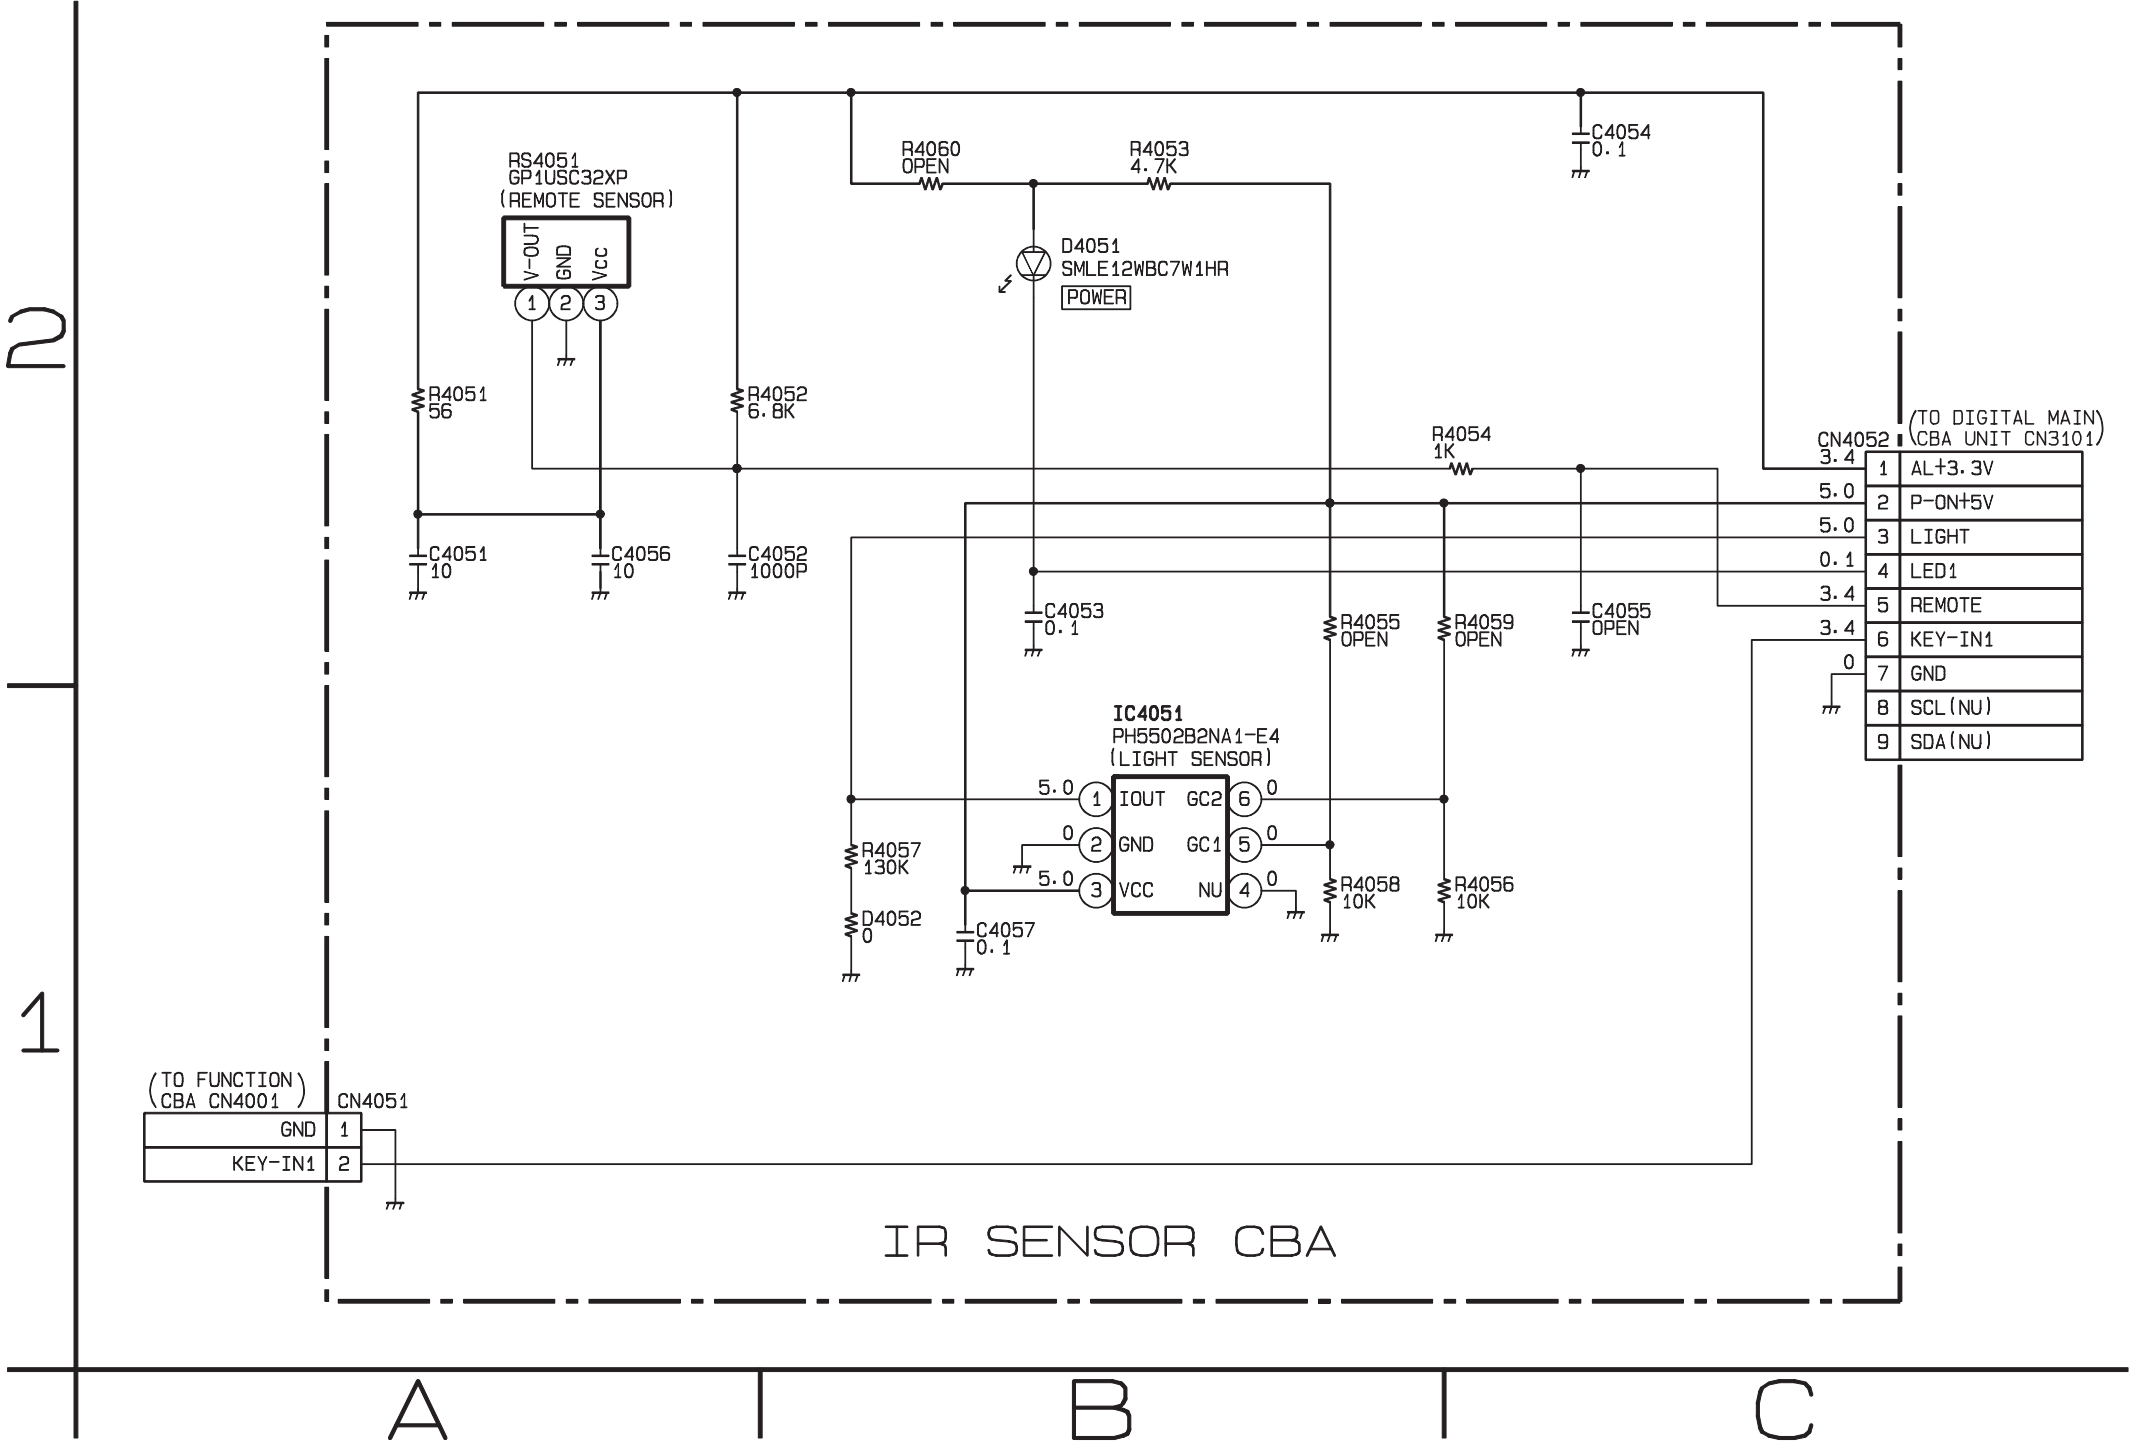 R4060
OPEN
R4053
4.7K
C4054
0.1
RS4051
GP1USC32XP
(REMOTE SENSOR)
V-OUT
GND
Vcc
1
2
3
D4051
SMLE12WBC7W1HR
POWER
2
R4051
56
R4052
6.8K
R4054
1K
(TO DIGITAL MAIN
CBA UNIT CN3101)
CN4052
3.4 1 AL+3.3V
5.0 2 P-ON+5V
5.0 3 LIGHT
0.1 4 LED1
3.4 5 REMOTE
3.4 6 KEY-IN1
0 7 GND
8 SCL(NU)
9 SDA(NU)
C4051
10
C4056
10
C4052
1000P
C4053
0.1
R4055
OPEN
R4059
OPEN
C4055
OPEN
IC4051
PH5502B2NA1-E4
(LIGHT SENSOR)
5.0 1 IOUT GC2 6 0
0 2 GND GC1 5 0
5.0 3 VCC NU 4 0
R4057
130K
D4052
0
C4057
0.1
R4058
10K
R4056
10K
1
(TO FUNCTION
CBA CN4001)
CN4051
GND 1
KEY-IN1 2
IR SENSOR CBA
A B C